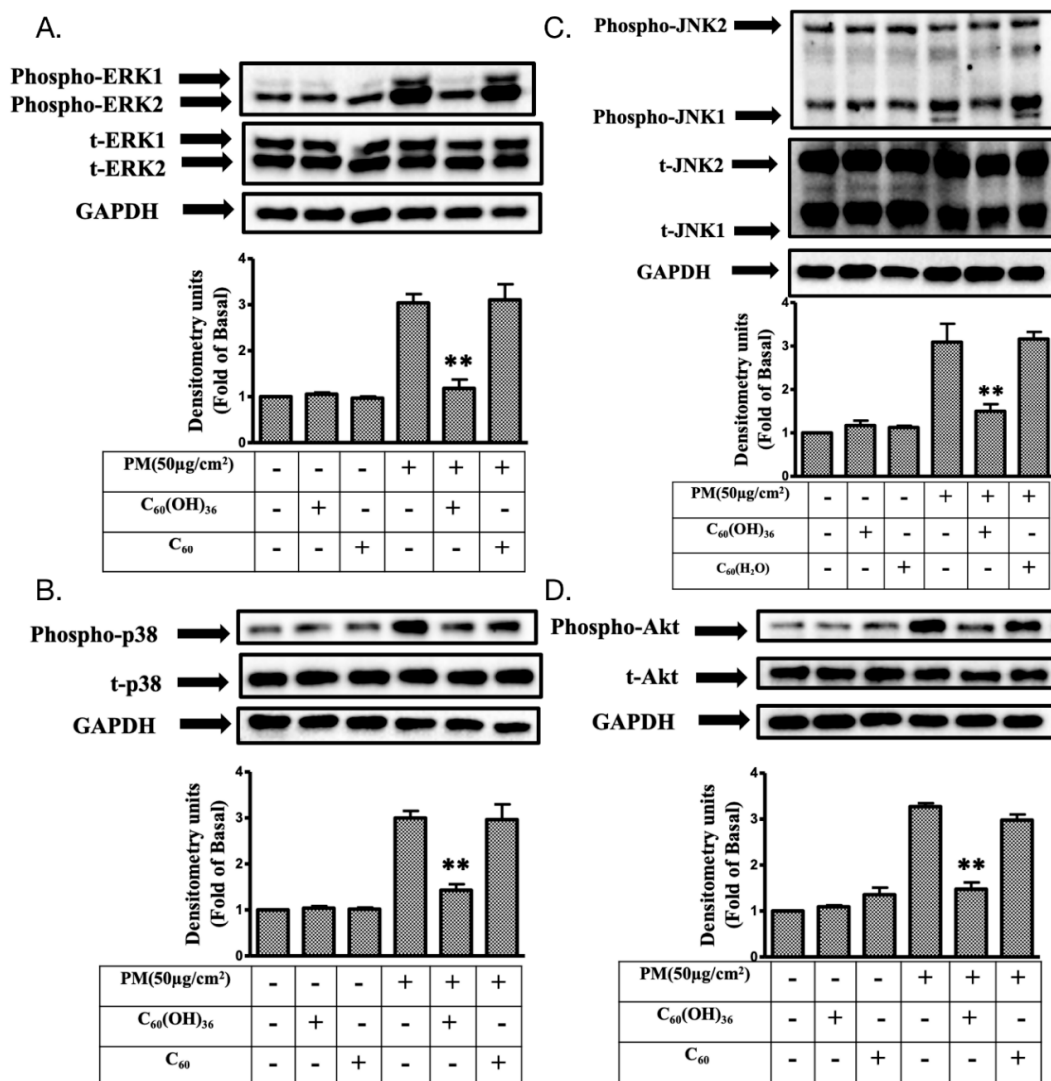 A.
Phospho-ERK1
Phospho-ERK2
t-ERK1
t-ERK2
GAPDH
Densitometry units
(Fold of Basal)
4
3
2
1
0
**
PM(50µg/cm²) - - - + + +
C₆₀(OH)₃₆ - + - - + -
C₆₀ - - + - - +
B.
Phospho-p38
t-p38
GAPDH
Densitometry units
(Fold of Basal)
4
3
2
1
0
**
PM(50µg/cm²) - - - + + +
C₆₀(OH)₃₆ - + - - + -
C₆₀ - - + - - +
C.
Phospho-JNK2
Phospho-JNK1
t-JNK2
t-JNK1
GAPDH
Densitometry units
(Fold of Basal)
4
3
2
1
0
**
PM(50µg/cm²) - - - + + +
C₆₀(OH)₃₆ - + - - + -
C₆₀(H₂O) - - + - - +
D.
Phospho-Akt
t-Akt
GAPDH
Densitometry units
(Fold of Basal)
4
3
2
1
0
**
PM(50µg/cm²) - - - + + +
C₆₀(OH)₃₆ - + - - + -
C₆₀ - - + - - +